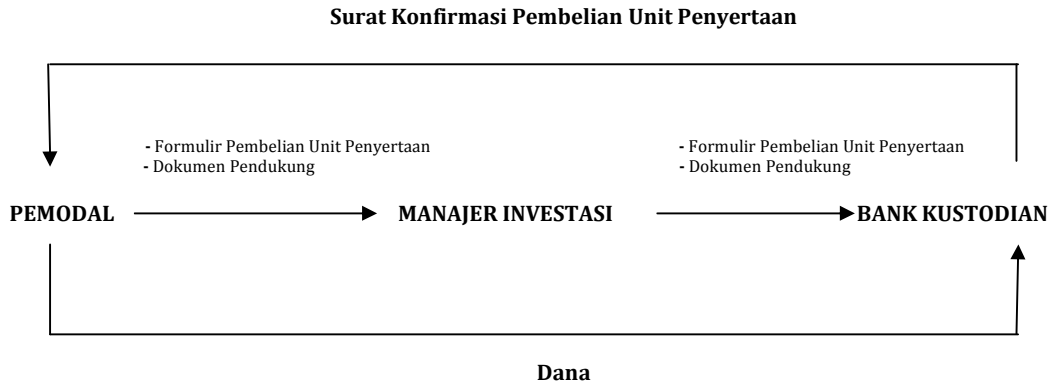 Surat Konfirmasi Pembelian Unit Penyertaan
- Formulir Pembelian Unit Penyertaan
- Dokumen Pendukung
- Formulir Pembelian Unit Penyertaan
- Dokumen Pendukung
PEMODAL
MANAJER INVESTASI
BANK KUSTODIAN
Dana